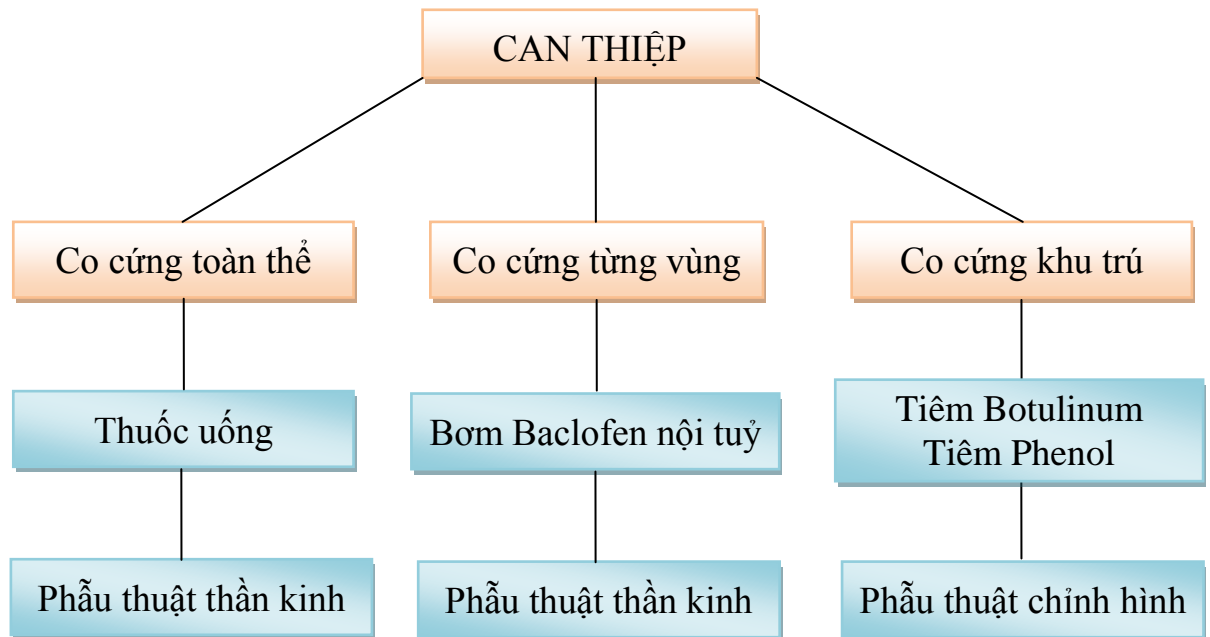 CAN THIỆP
Co cứng toàn thể
Co cứng từng vùng
Co cứng khu trú
Thuốc uống
Bơm Baclofen nội tuỷ
Tiêm Botulinum
Tiêm Phenol
Phẫu thuật thần kinh
Phẫu thuật thần kinh
Phẫu thuật chỉnh hình